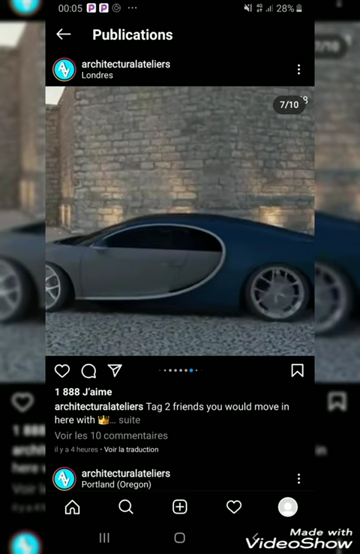 00:05
28%
Publications
architecturalateliers
Londres
7/10
1 888 J'aime
architecturalateliers Tag 2 friends you would move in
here with 👑... suite
Voir les 10 commentaires
il y a 4 heures • Voir la traduction
architecturalateliers
Portland (Oregon)
Made with
VideoShow